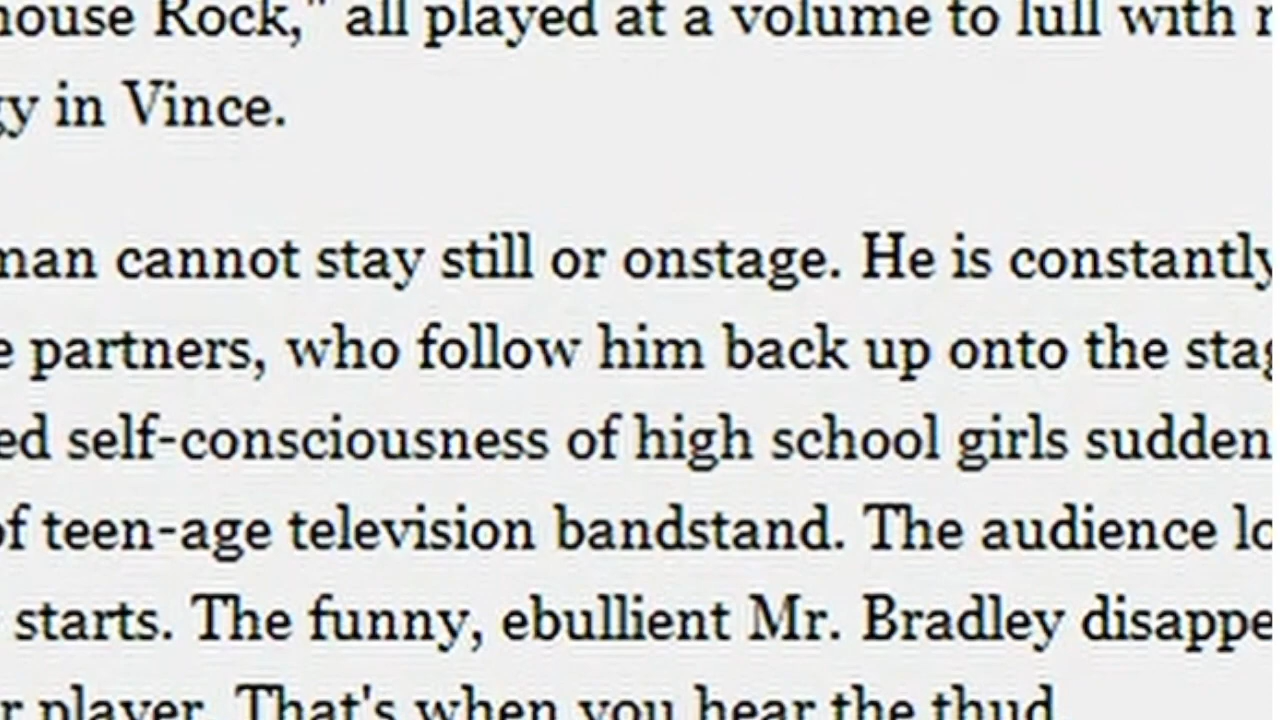 house Rock," all played at a volume to lull with
gy in Vince.
man cannot stay still or onstage. He is constantly
e partners, who follow him back up onto the stag
ed self-consciousness of high school girls sudden
of teen-age television bandstand. The audience lo
starts. The funny, ebullient Mr. Bradley disappe
r player. That's when you hear the thud